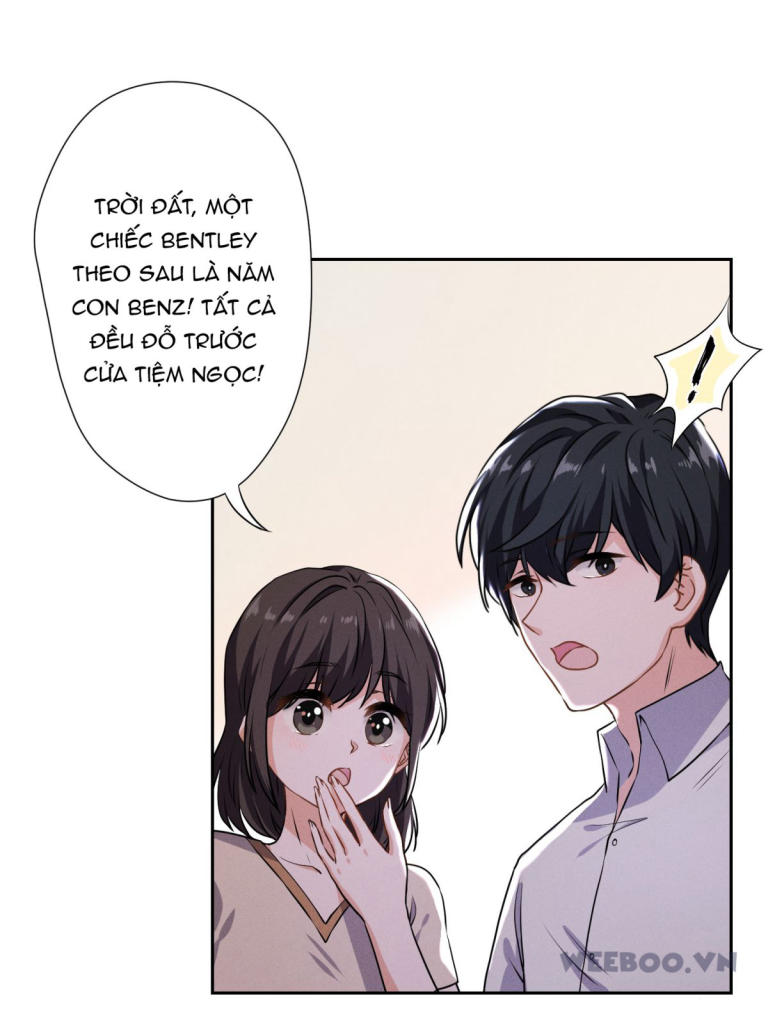 TRỜI ĐẤT, MỘT
CHIẾC BENTLEY
THEO SAU LÀ NĂM
CON BENZ! TẤT CẢ
ĐỀU ĐỖ TRƯỚC
CỬA TIỆM NGỌC!
!
WEEBOO.VN